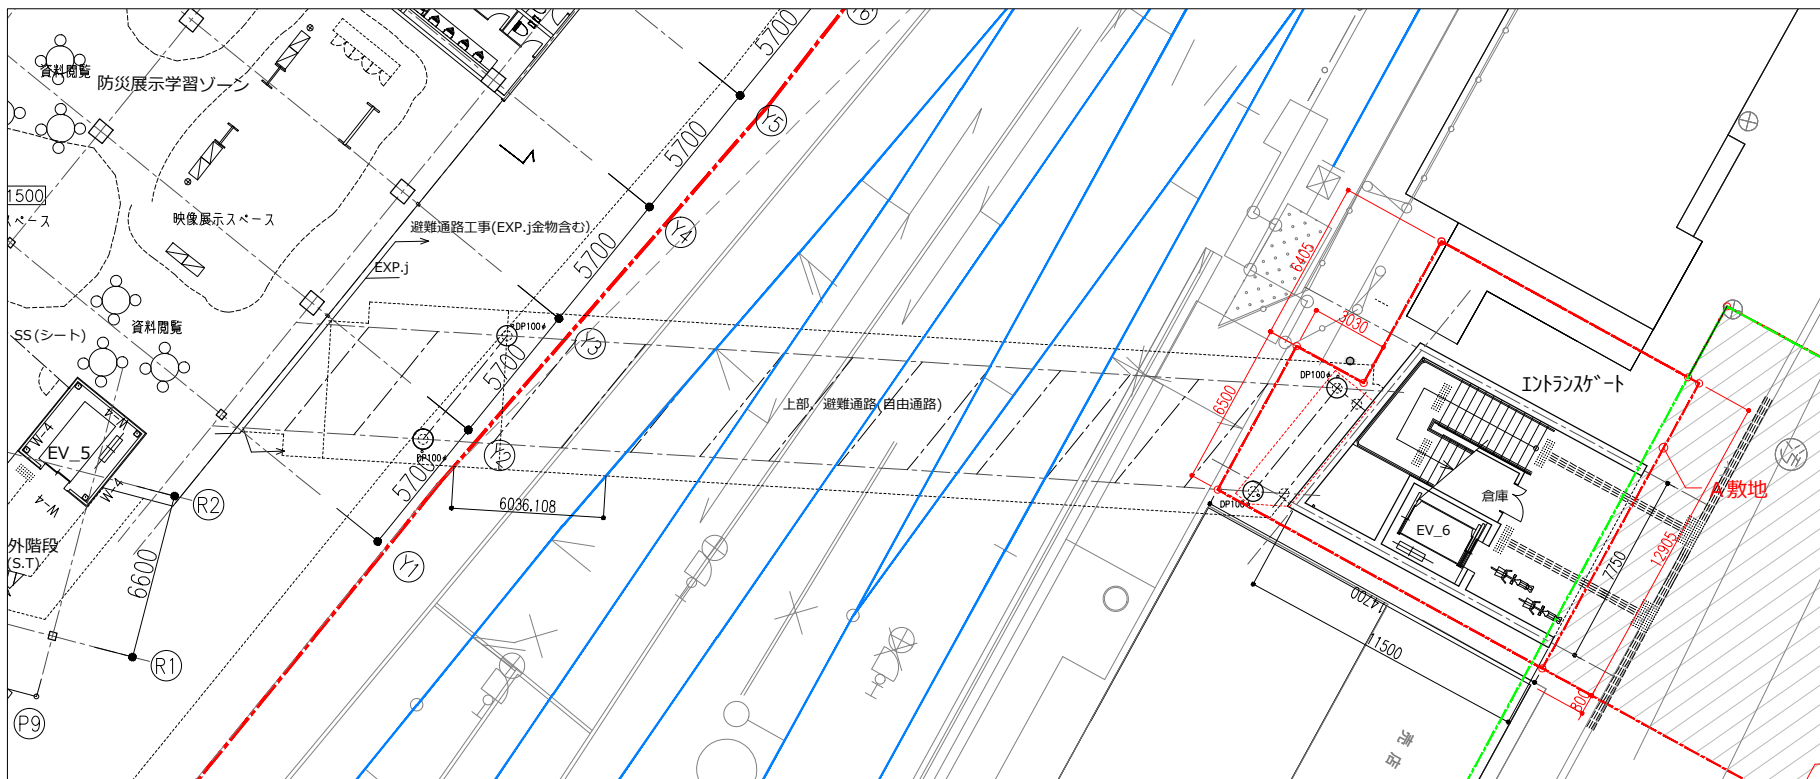 資料閲覧
防災展示学習ゾーン
1500
スペース
映像展示スペース
避難通路工事(EXP.j金物含む)
EXP.j
資料閲覧
SS(シート)
EV_5
W-4
W-4
W-4
W-4
外階段
(S.T)
R2
6600
R1
P9
5700
Y5
5700
Y4
5700
Y3
5700
Y2
5700
Y1
DP100φ
DP100φ
6036.108
上部, 避難通路(自由通路)
6405
3030
6500
DP100φ
DP100φ
エントランスゲート
倉庫
EV_6
A敷地
12905
7750
14700
11500
800
売店